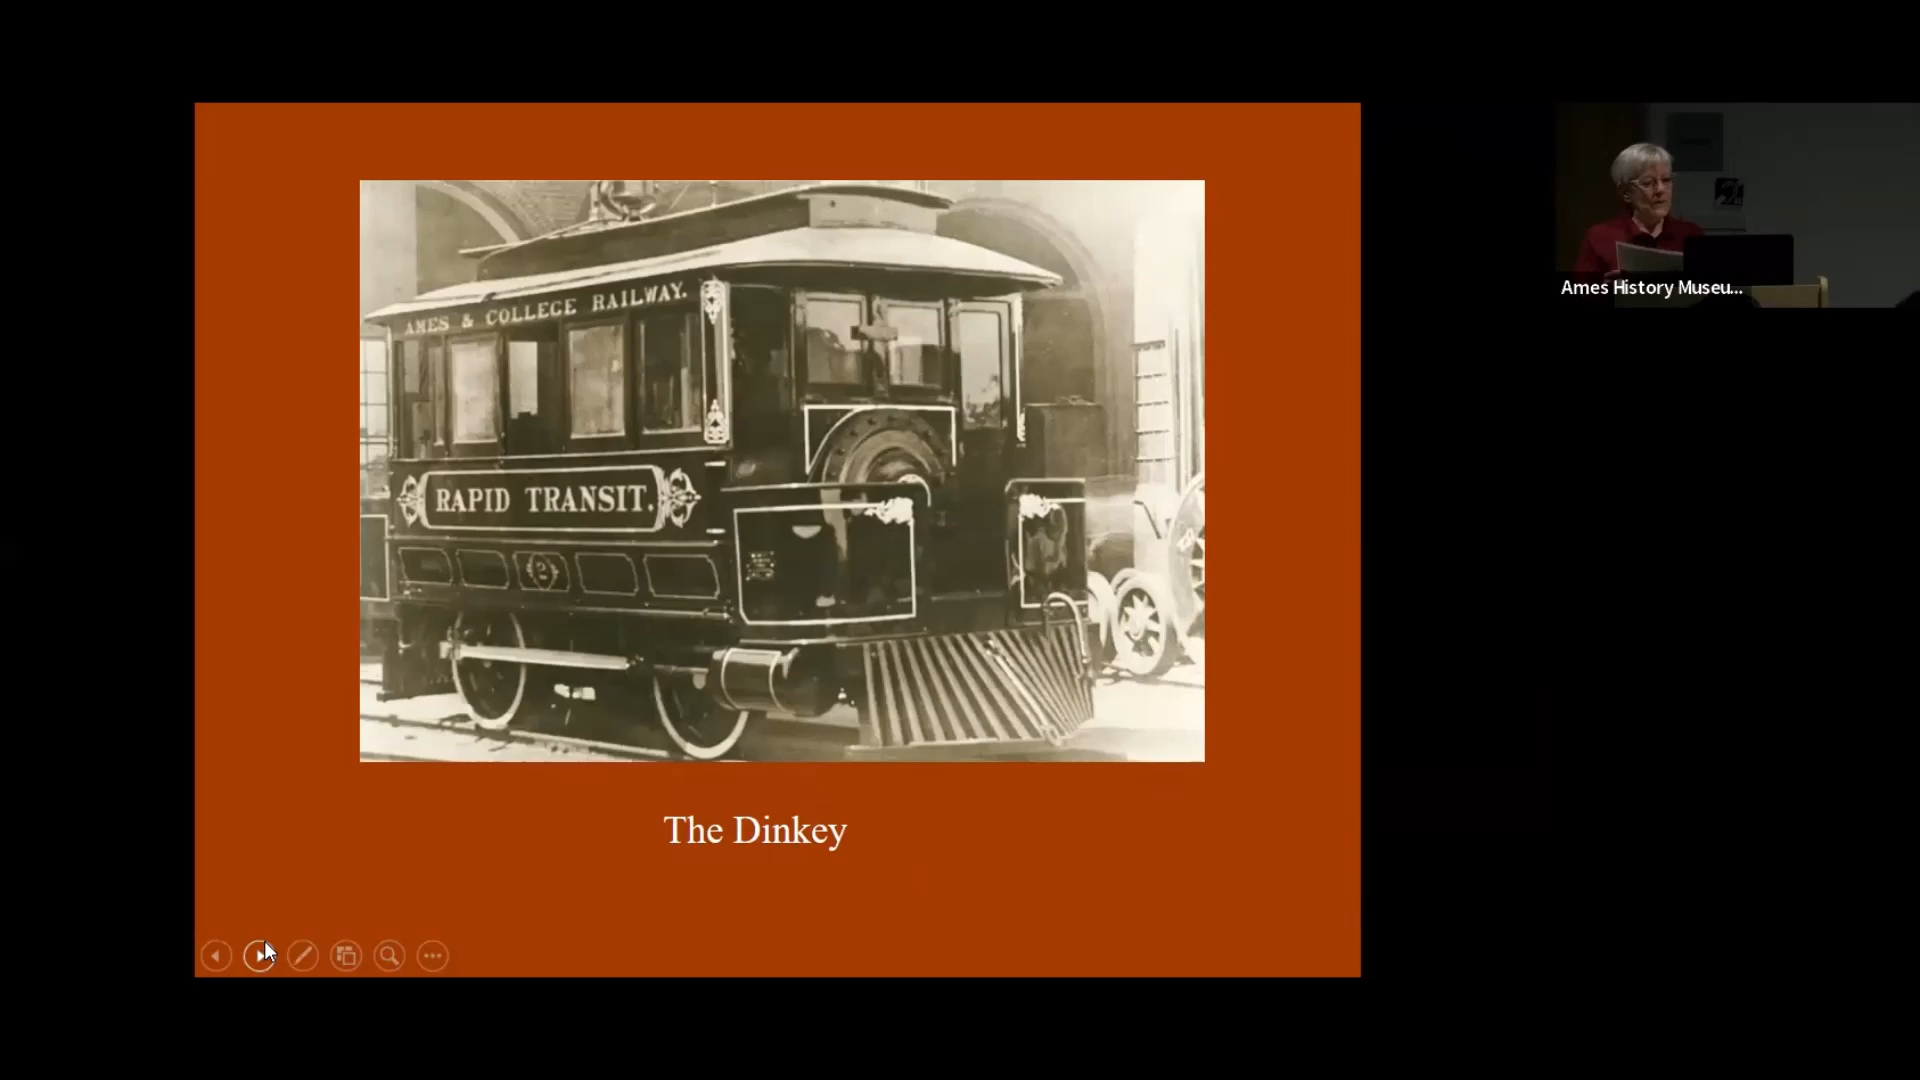 AMES & COLLEGE RAILWAY.
RAPID TRANSIT.
2
The Dinkey
Ames History Museu...